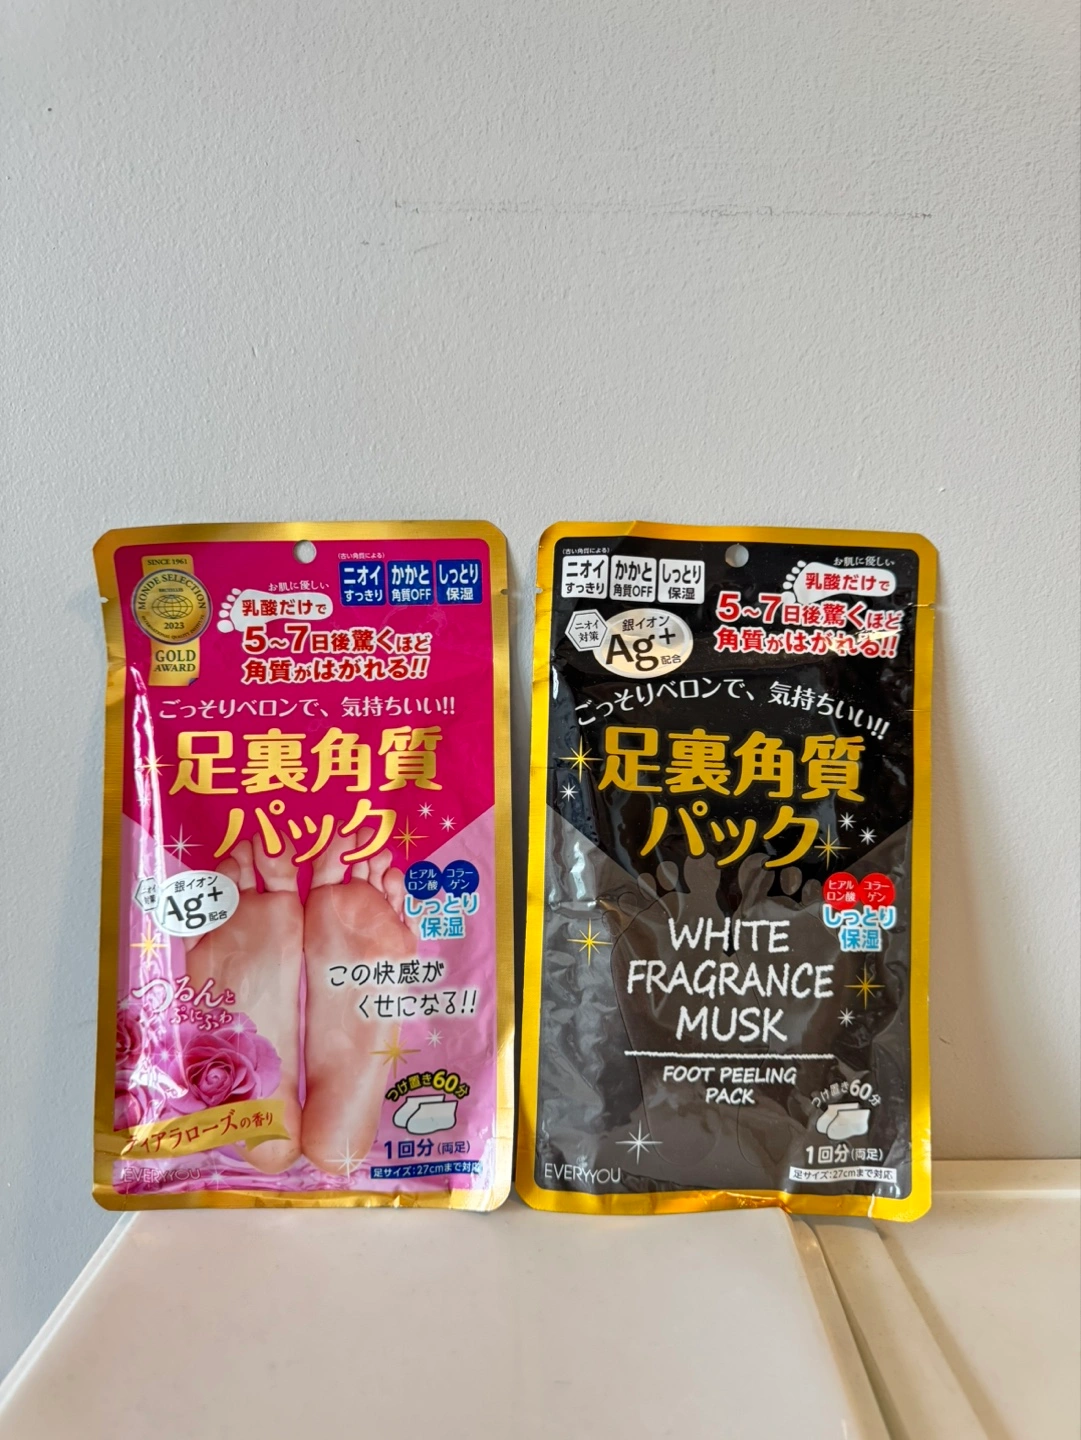 SINCE 1961
MONDE SELECTION
2023
GOLD
AWARD
(古い角質による)
ニオイ
すっきり
かかと
角質OFF
しっとり
保湿
お肌に優しい
乳酸だけで
5~7日後驚くほど
角質がはがれる!!
ごっそりペロンで、気持ちいい!!
足裏角質
パック
ニオイ
対策
銀イオン
Ag+
配合
ヒアル
ロン酸
コラー
ゲン
しっとり
保湿
この快感が
くせになる!!
つるんと
ぷにふわ
ティアラローズの香り
つけ置き60分
1回分(両足)
足サイズ:27cmまで対応
EVERYYOU
(古い角質による)
ニオイ
すっきり
かかと
角質OFF
しっとり
保湿
お肌に優しい
乳酸だけで
5~7日後驚くほど
角質がはがれる!!
ニオイ
対策
銀イオン
Ag+
配合
ごっそりペロンで、気持ちいい!!
足裏角質
パック
ヒアル
ロン酸
コラー
ゲン
しっとり
保湿
WHITE
FRAGRANCE
MUSK
FOOT PEELING
PACK
つけ置き60分
1回分(両足)
足サイズ:27cmまで対応
EVERYYOU